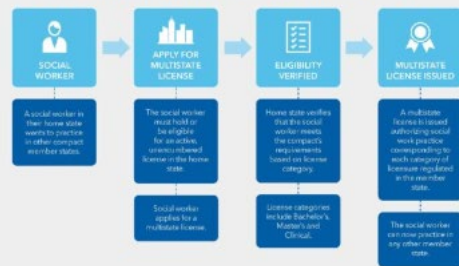 SOCIAL
WORKER
A social worker in
their home state
wants to practice
in other compact
member states.
APPLY FOR
MULTISTATE
LICENSE
The social worker
must hold or
be eligible
for an active,
unencumbered
license in the home
state.
Social worker
applies for a
multistate license.
ELIGIBILITY
VERIFIED
Home state verifies
that the social
worker meets
the compact's
requirements
based on license
category.
License categories
include Bachelor's,
Master's and
Clinical.
MULTISTATE
LICENSE ISSUED
A multistate
license is issued
authorizing social
work practice
corresponding to
each category of
licensure regulated
in the member
state.
The social worker
can now practice in
any other member
state.